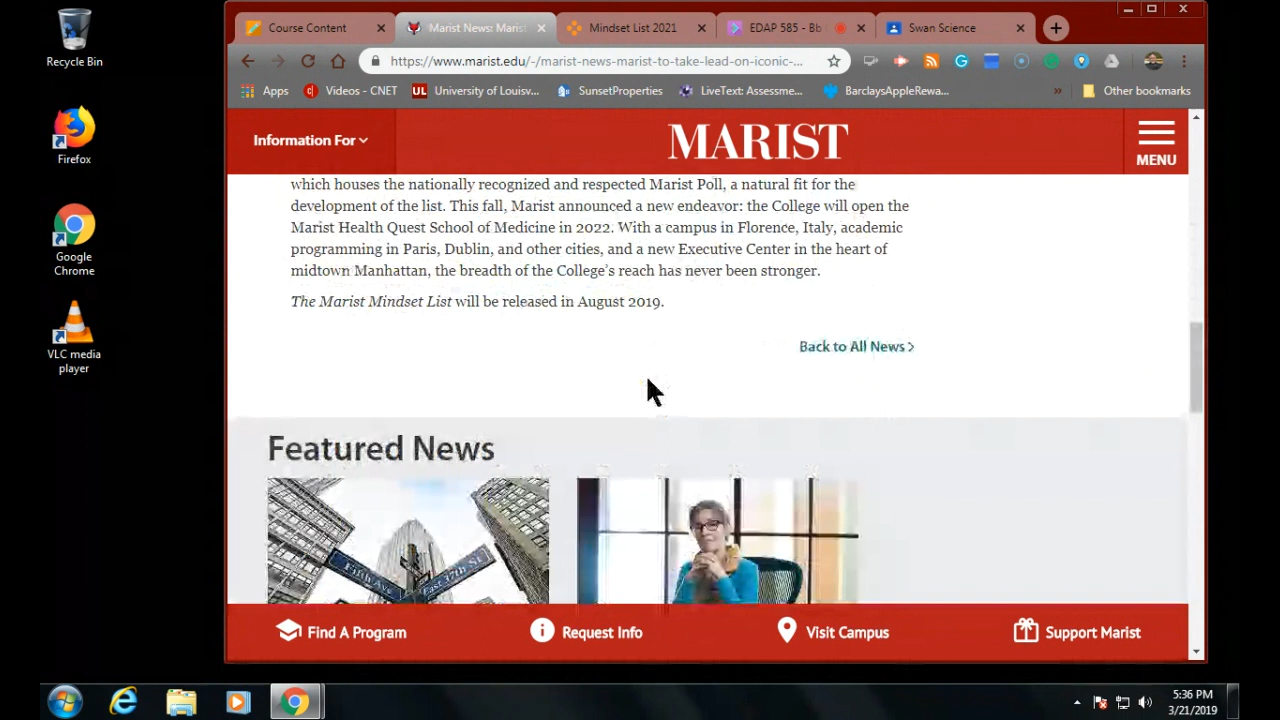 Recycle Bin
Firefox
Google
Chrome
VLC media
player
Course Content
Marist News: Marist
Mindset List 2021
EDAP 585 - Bb
Swan Science
https://www.marist.edu/-/marist-news-marist-to-take-lead-on-iconic-...
Apps
Videos - CNET
UL University of Louisv...
SunsetProperties
LiveText: Assessme...
BarclaysAppleRewa...
»
Other bookmarks
Information For
MARIST
MENU
which houses the nationally recognized and respected Marist Poll, a natural fit for the
development of the list. This fall, Marist announced a new endeavor: the College will open the
Marist Health Quest School of Medicine in 2022. With a campus in Florence, Italy, academic
programming in Paris, Dublin, and other cities, and a new Executive Center in the heart of
midtown Manhattan, the breadth of the College's reach has never been stronger.
The Marist Mindset List will be released in August 2019.
Back to All News >
Featured News
Fifth Ave
East 47th St
Find A Program
Request Info
Visit Campus
Support Marist
5:36 PM
3/21/2019